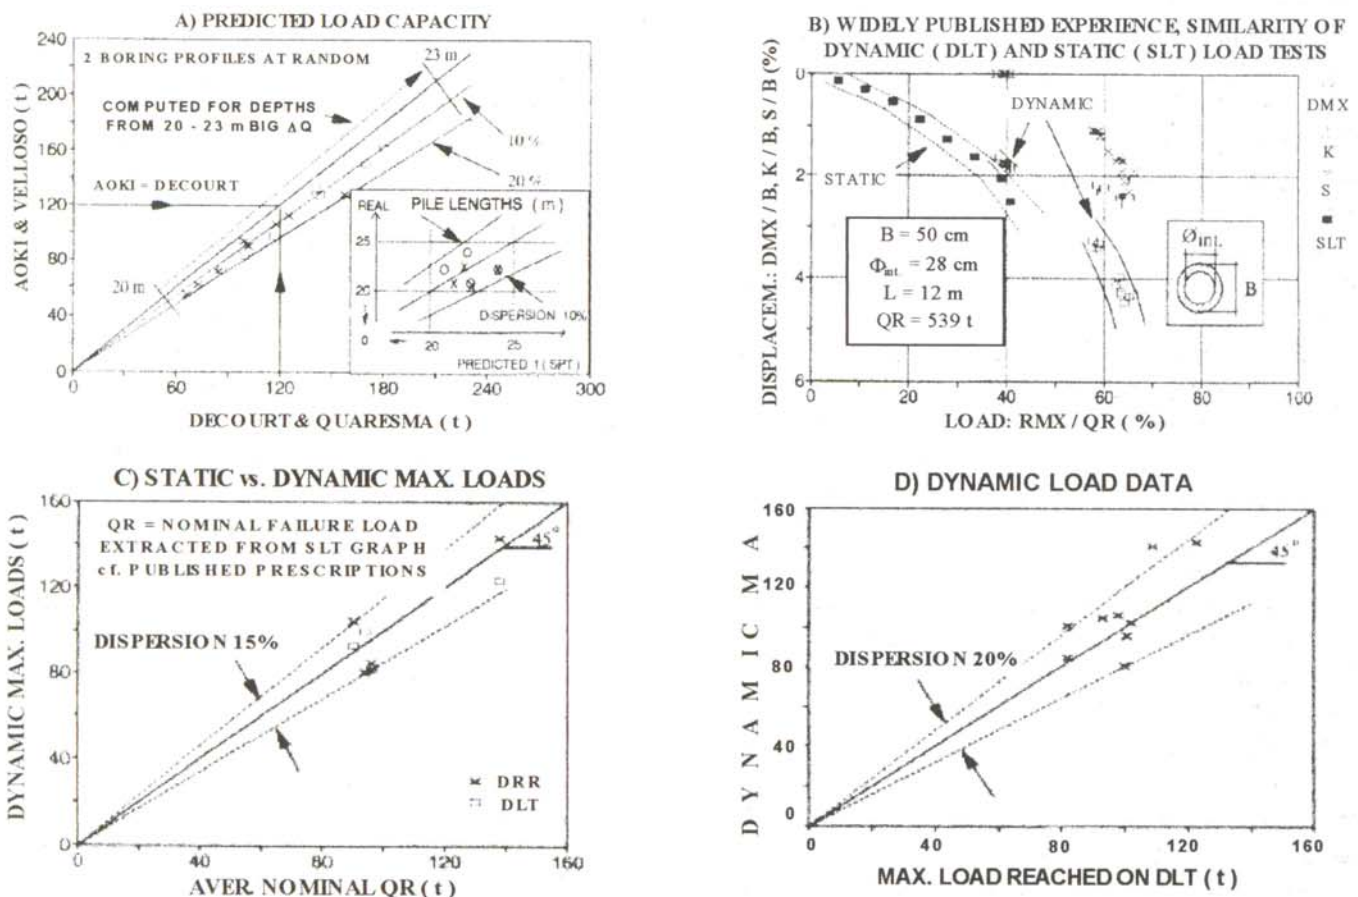 A) PREDICTED LOAD CAPACITY
240
200
160
120
80
40
0
AOKI & VELLOSO ( t )
2 BORING PROFILES AT RANDOM
COMPUTED FOR DEPTHS
FROM 20 - 23 m BIG ΔQ
AOKI = DECOURT
23 m
10 %
20 %
20 m
REAL
PILE LENGTHS ( m )
25
20
0
20
25
DISPERSION 10%
PREDICTED 1 ( SPT )
0
60
120
180
240
300
DECOURT & QUARESMA ( t )
B) WIDELY PUBLISHED EXPERIENCE, SIMILARITY OF
DYNAMIC ( DLT ) AND STATIC ( SLT ) LOAD TESTS
DISPLACEM.: DMX / B, K / B, S / B (%)
0
2
4
6
DYNAMIC
STATIC
B = 50 cm
Φint. = 28 cm
L = 12 m
QR = 539 t
Øint.
B
DMX
K
S
SLT
0
20
40
60
80
100
LOAD: RMX / QR ( % )
C) STATIC vs. DYNAMIC MAX. LOADS
DYNAMIC MAX. LOADS ( t )
160
120
80
40
0
QR = NOMINAL FAILURE LOAD
EXTRACTED FROM SLT GRAPH
cf. PUBLISHED PRESCRIPTIONS
45°
DISPERSION 15%
DRR
DLT
0
40
80
120
160
AVER. NOMINAL QR ( t )
D) DYNAMIC LOAD DATA
DYNAMIC MA
160
120
80
40
0
45°
DISPERSION 20%
0
40
80
120
160
MAX. LOAD REACHED ON DLT ( t )